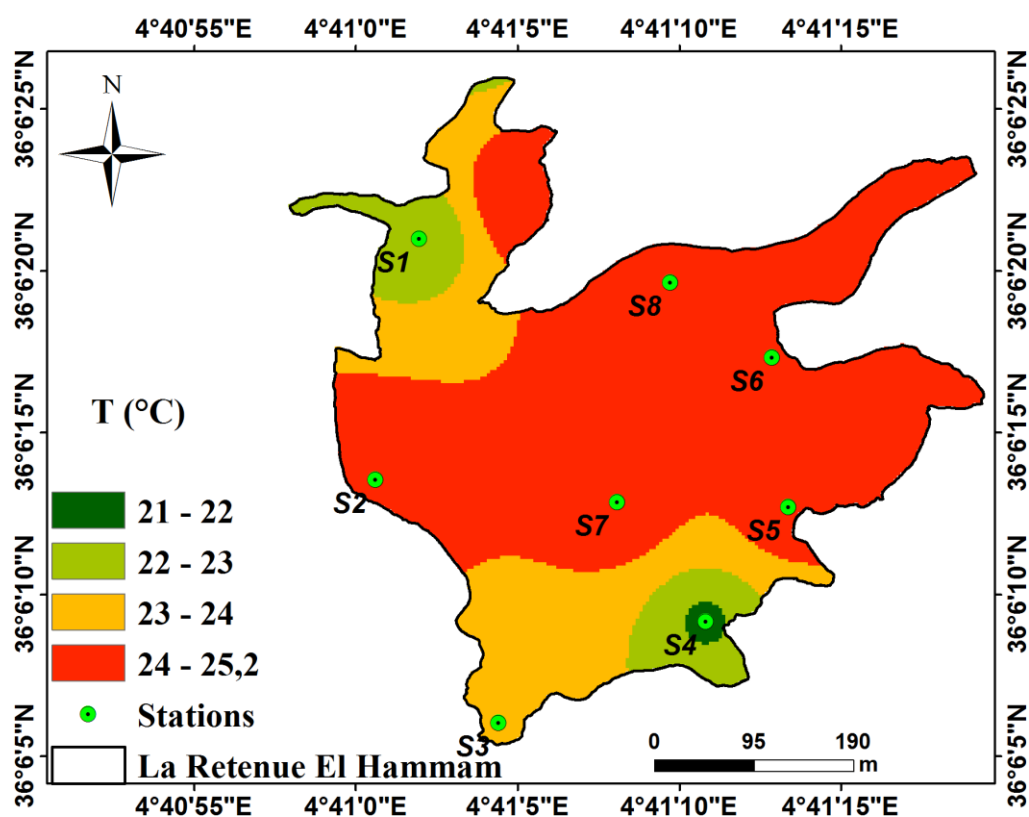 4°40'55"E 4°41'0"E 4°41'5"E 4°41'10"E 4°41'15"E
36°6'25"N 36°6'25"N
N
36°6'20"N 36°6'20"N
S1
S8
S6
36°6'15"N 36°6'15"N
T (°C)
S2
S7
S5
21 - 22
22 - 23
36°6'10"N 36°6'10"N
23 - 24
S4
24 - 25,2
Stations
S3
0 95 190
m
La Retenue El Hammam
36°6'5"N 36°6'5"N
4°40'55"E 4°41'0"E 4°41'5"E 4°41'10"E 4°41'15"E